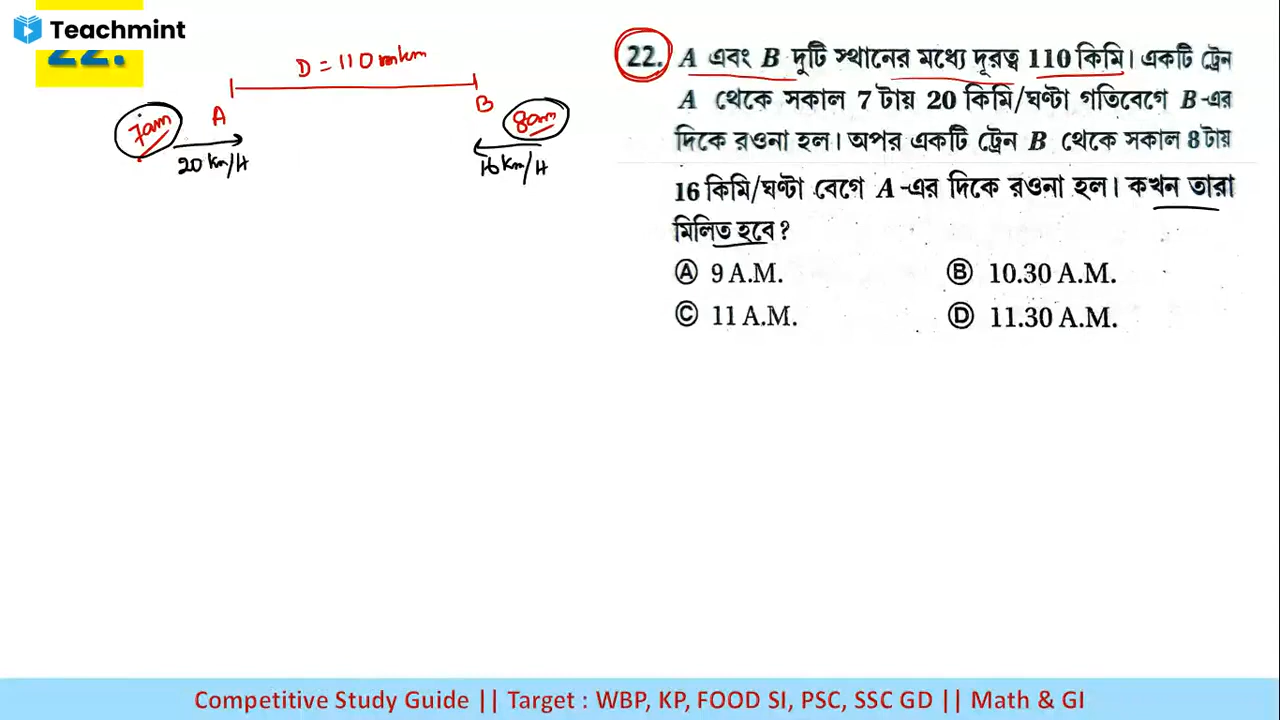 Teachmint
22.
D = 110 km
A
B
7am
8am
20 Km/H
16 Km/H
22. A এবং B দুটি স্থানের মধ্যে দূরত্ব 110 কিমি। একটি ট্রেন
A থেকে সকাল 7 টায় 20 কিমি/ঘণ্টা গতিবেগে B-এর
দিকে রওনা হল। অপর একটি ট্রেন B থেকে সকাল 8 টায়
16 কিমি/ঘণ্টা বেগে A-এর দিকে রওনা হল। কখন তারা
মিলিত হবে?
Ⓐ 9 A.M. Ⓑ 10.30 A.M.
Ⓒ 11 A.M. Ⓓ 11.30 A.M.
Competitive Study Guide || Target : WBP, KP, FOOD SI, PSC, SSC GD || Math & GI